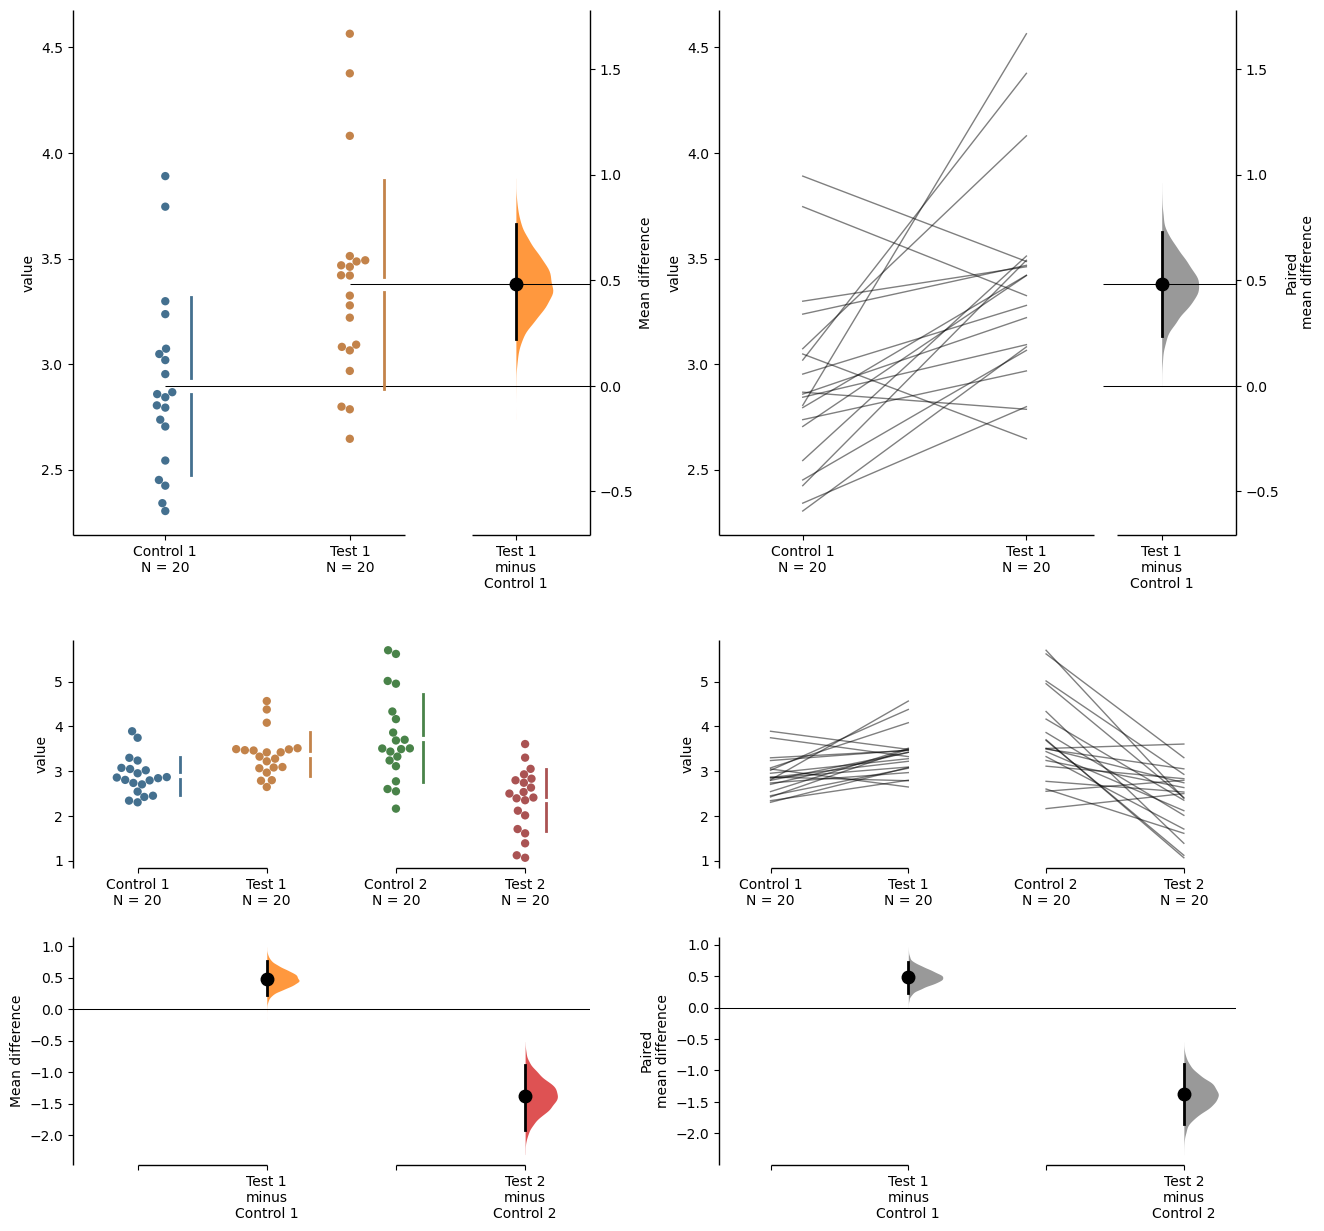 4.5
4.0
3.5
3.0
2.5
value
1.5
1.0
0.5
0.0
−0.5
Mean difference
Control 1
N = 20
Test 1
N = 20
Test 1
minus
Control 1
4.5
4.0
3.5
3.0
2.5
value
1.5
1.0
0.5
0.0
−0.5
Paired
mean difference
Control 1
N = 20
Test 1
N = 20
Test 1
minus
Control 1
5
4
3
2
1
value
Control 1
N = 20
Test 1
N = 20
Control 2
N = 20
Test 2
N = 20
5
4
3
2
1
value
Control 1
N = 20
Test 1
N = 20
Control 2
N = 20
Test 2
N = 20
1.0
0.5
0.0
−0.5
−1.0
−1.5
−2.0
Mean difference
Test 1
minus
Control 1
Test 2
minus
Control 2
1.0
0.5
0.0
−0.5
−1.0
−1.5
−2.0
Paired
mean difference
Test 1
minus
Control 1
Test 2
minus
Control 2